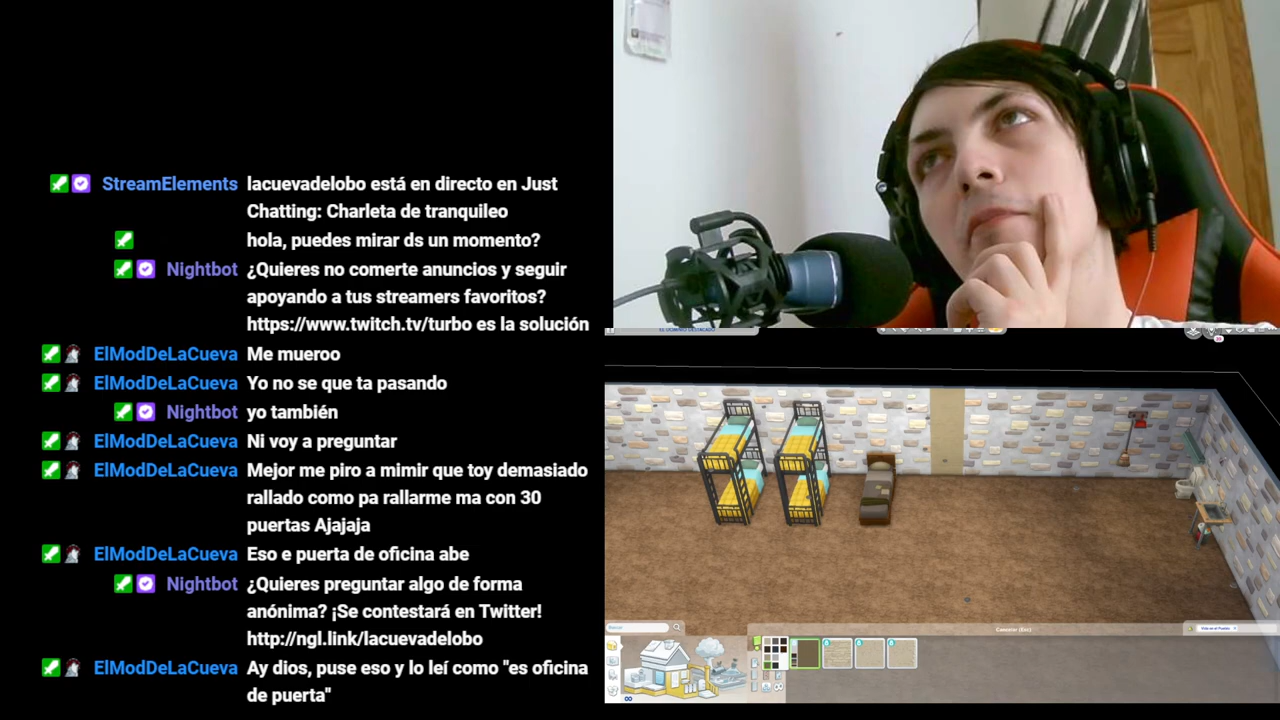 StreamElements lacuevadelobo está en directo en Just
Chatting: Charleta de tranquileo
hola, puedes mirar ds un momento?
Nightbot ¿Quieres no comerte anuncios y seguir
apoyando a tus streamers favoritos?
https://www.twitch.tv/turbo es la solución
ElModDeLaCueva Me mueroo
ElModDeLaCueva Yo no se que ta pasando
Nightbot yo también
ElModDeLaCueva Ni voy a preguntar
ElModDeLaCueva Mejor me piro a mimir que toy demasiado
rallado como pa rallarme ma con 30
puertas Ajajaja
ElModDeLaCueva Eso e puerta de oficina abe
Nightbot ¿Quieres preguntar algo de forma
anónima? ¡Se contestará en Twitter!
http://ngl.link/lacuevadelobo
ElModDeLaCueva Ay dios, puse eso y lo leí como "es oficina
de puerta"
Cancelar (Esc)